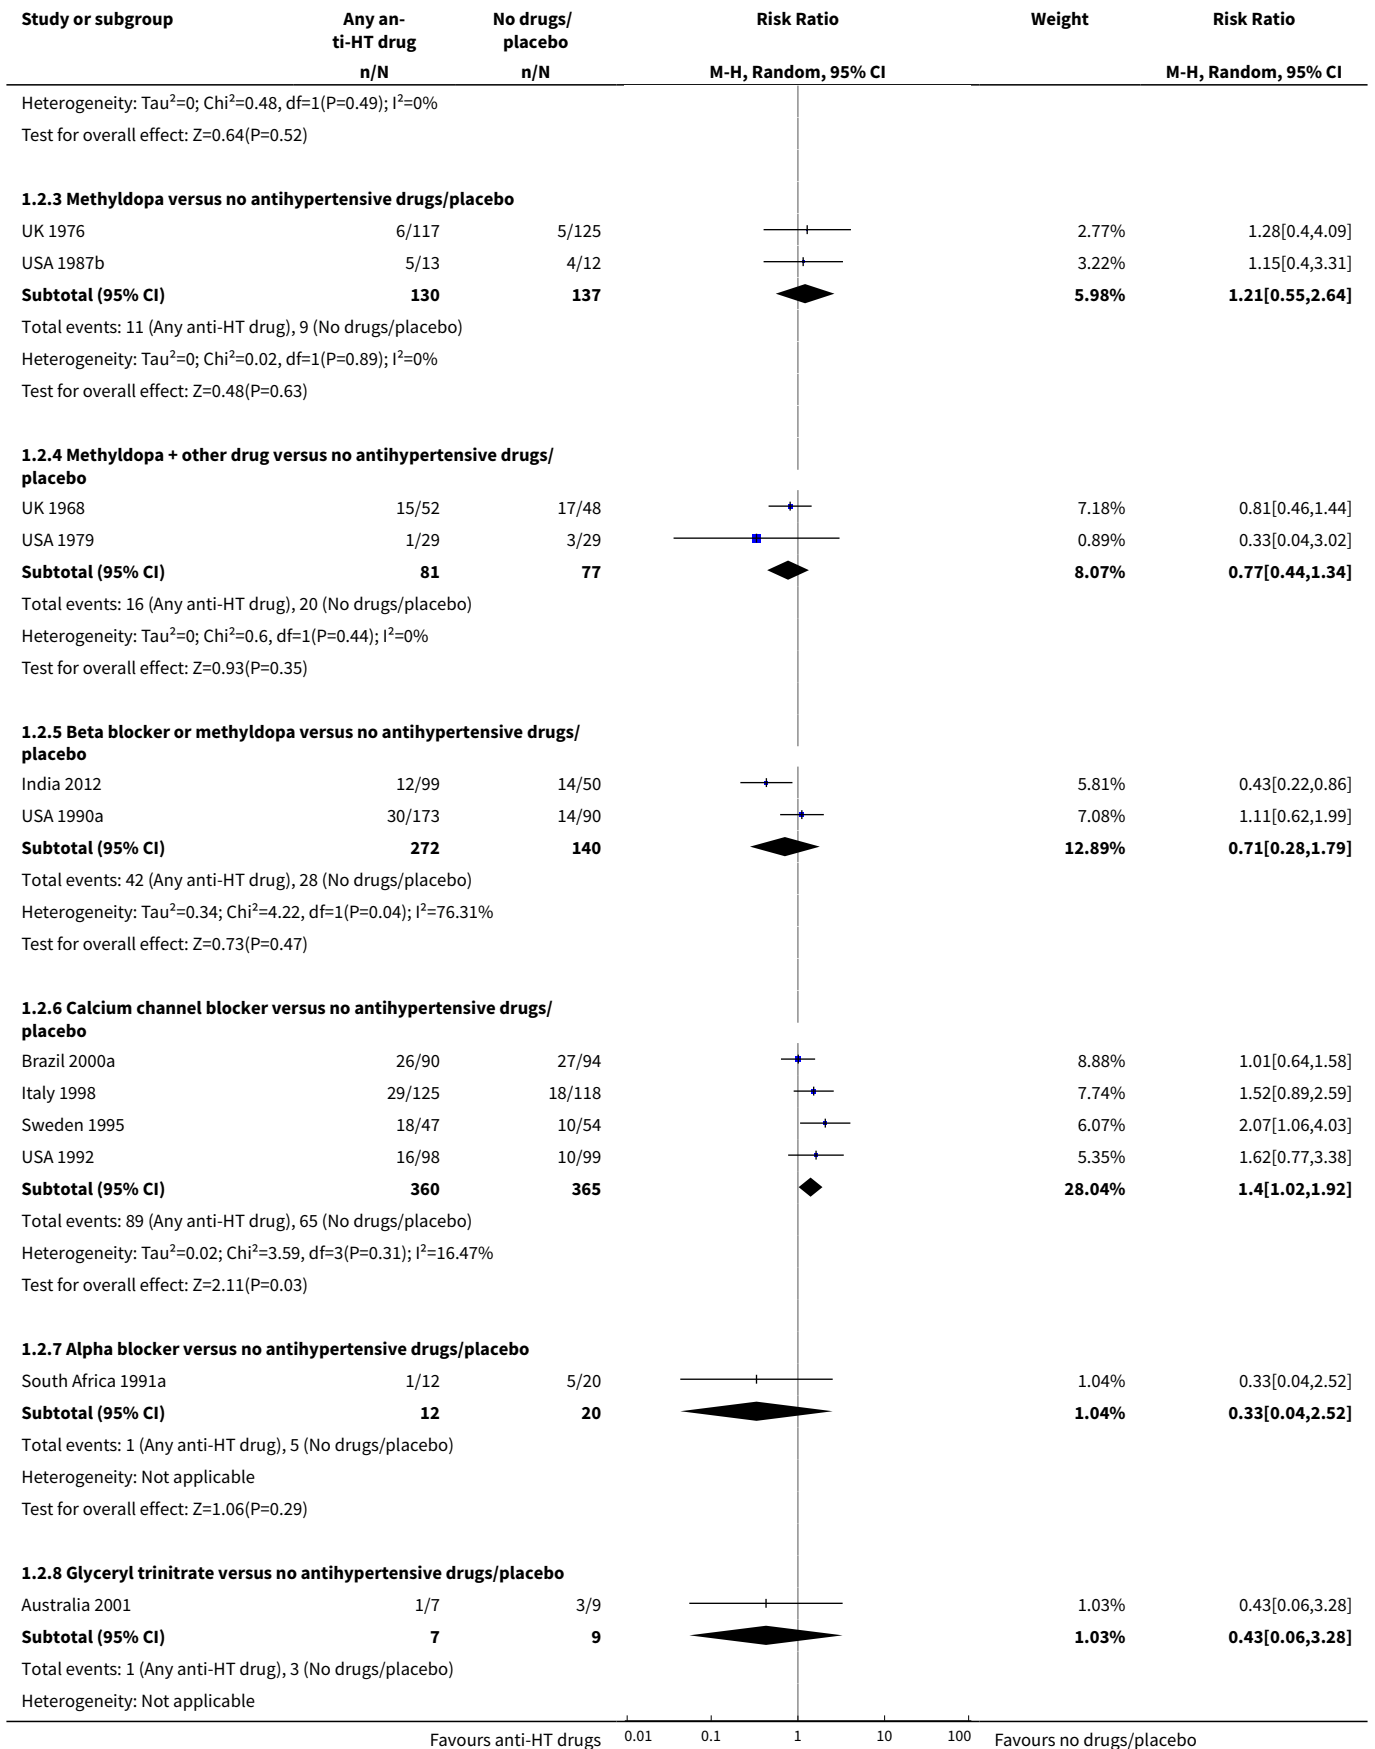 Study or subgroup Any an- No drugs/ Risk Ratio Weight Risk Ratio
ti-HT drug placebo
n/N n/N M-H, Random, 95% CI M-H, Random, 95% CI
Heterogeneity: Tau²=0; Chi²=0.48, df=1(P=0.49); I²=0%
Test for overall effect: Z=0.64(P=0.52)
1.2.3 Methyldopa versus no antihypertensive drugs/placebo
UK 1976 6/117 5/125 2.77% 1.28[0.4,4.09]
USA 1987b 5/13 4/12 3.22% 1.15[0.4,3.31]
Subtotal (95% CI) 130 137 5.98% 1.21[0.55,2.64]
Total events: 11 (Any anti-HT drug), 9 (No drugs/placebo)
Heterogeneity: Tau²=0; Chi²=0.02, df=1(P=0.89); I²=0%
Test for overall effect: Z=0.48(P=0.63)
1.2.4 Methyldopa + other drug versus no antihypertensive drugs/
placebo
UK 1968 15/52 17/48 7.18% 0.81[0.46,1.44]
USA 1979 1/29 3/29 0.89% 0.33[0.04,3.02]
Subtotal (95% CI) 81 77 8.07% 0.77[0.44,1.34]
Total events: 16 (Any anti-HT drug), 20 (No drugs/placebo)
Heterogeneity: Tau²=0; Chi²=0.6, df=1(P=0.44); I²=0%
Test for overall effect: Z=0.93(P=0.35)
1.2.5 Beta blocker or methyldopa versus no antihypertensive drugs/
placebo
India 2012 12/99 14/50 5.81% 0.43[0.22,0.86]
USA 1990a 30/173 14/90 7.08% 1.11[0.62,1.99]
Subtotal (95% CI) 272 140 12.89% 0.71[0.28,1.79]
Total events: 42 (Any anti-HT drug), 28 (No drugs/placebo)
Heterogeneity: Tau²=0.34; Chi²=4.22, df=1(P=0.04); I²=76.31%
Test for overall effect: Z=0.73(P=0.47)
1.2.6 Calcium channel blocker versus no antihypertensive drugs/
placebo
Brazil 2000a 26/90 27/94 8.88% 1.01[0.64,1.58]
Italy 1998 29/125 18/118 7.74% 1.52[0.89,2.59]
Sweden 1995 18/47 10/54 6.07% 2.07[1.06,4.03]
USA 1992 16/98 10/99 5.35% 1.62[0.77,3.38]
Subtotal (95% CI) 360 365 28.04% 1.4[1.02,1.92]
Total events: 89 (Any anti-HT drug), 65 (No drugs/placebo)
Heterogeneity: Tau²=0.02; Chi²=3.59, df=3(P=0.31); I²=16.47%
Test for overall effect: Z=2.11(P=0.03)
1.2.7 Alpha blocker versus no antihypertensive drugs/placebo
South Africa 1991a 1/12 5/20 1.04% 0.33[0.04,2.52]
Subtotal (95% CI) 12 20 1.04% 0.33[0.04,2.52]
Total events: 1 (Any anti-HT drug), 5 (No drugs/placebo)
Heterogeneity: Not applicable
Test for overall effect: Z=1.06(P=0.29)
1.2.8 Glyceryl trinitrate versus no antihypertensive drugs/placebo
Australia 2001 1/7 3/9 1.03% 0.43[0.06,3.28]
Subtotal (95% CI) 7 9 1.03% 0.43[0.06,3.28]
Total events: 1 (Any anti-HT drug), 3 (No drugs/placebo)
Heterogeneity: Not applicable
Favours anti-HT drugs 0.01 0.1 1 10 100 Favours no drugs/placebo